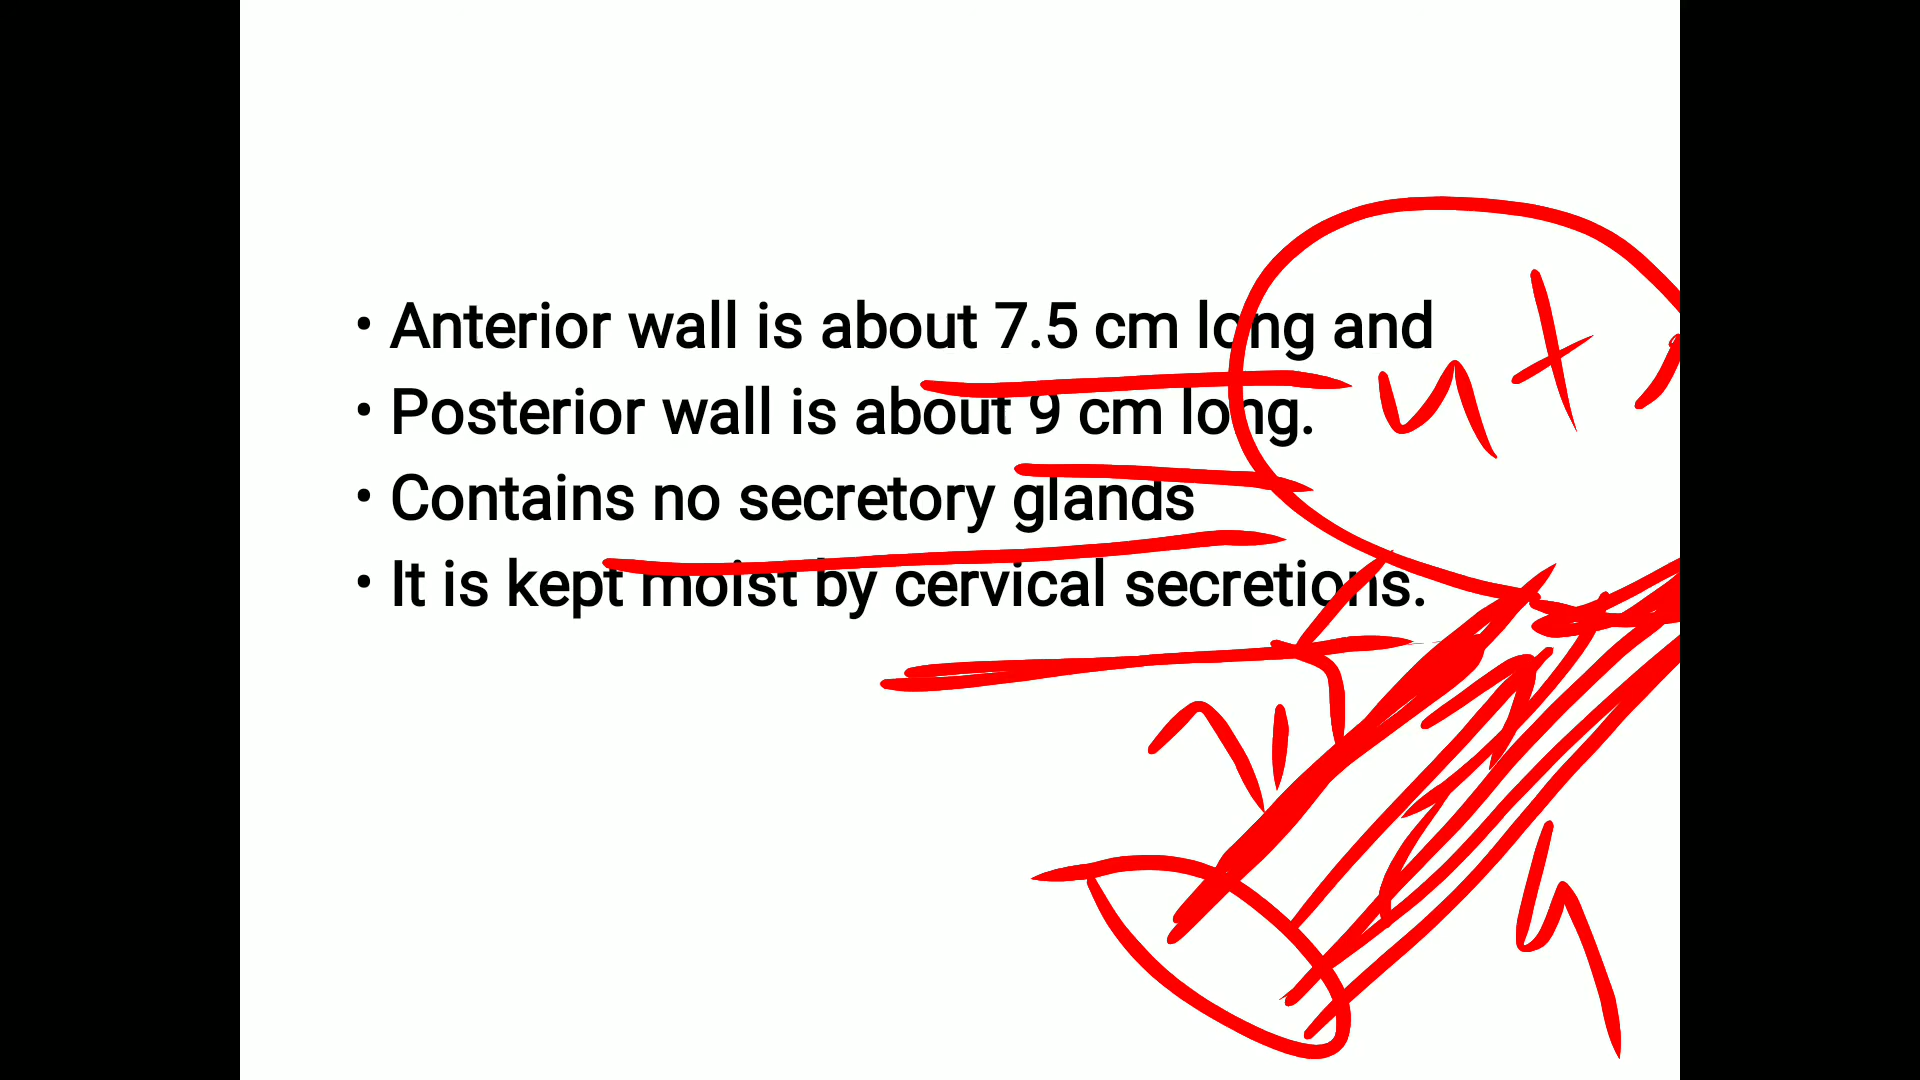 • Anterior wall is about 7.5 cm long and
• Posterior wall is about 9 cm long.
• Contains no secretory glands
• It is kept moist by cervical secretions.
ut